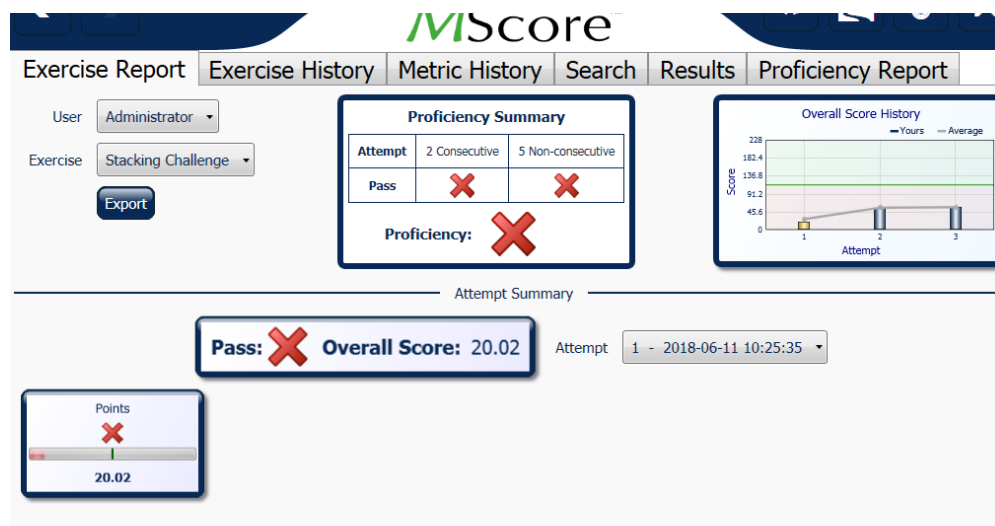 MScore
Exercise Report Exercise History Metric History Search Results Proficiency Report
User Administrator
Exercise Stacking Challenge
Export
Proficiency Summary
Attempt 2 Consecutive 5 Non-consecutive
Pass
Proficiency:
Overall Score History
Yours Average
228
182.4
136.8
91.2
45.6
0
Score
1 2 3
Attempt
Attempt Summary
Pass: Overall Score: 20.02
Attempt 1 - 2018-06-11 10:25:35
Points
20.02